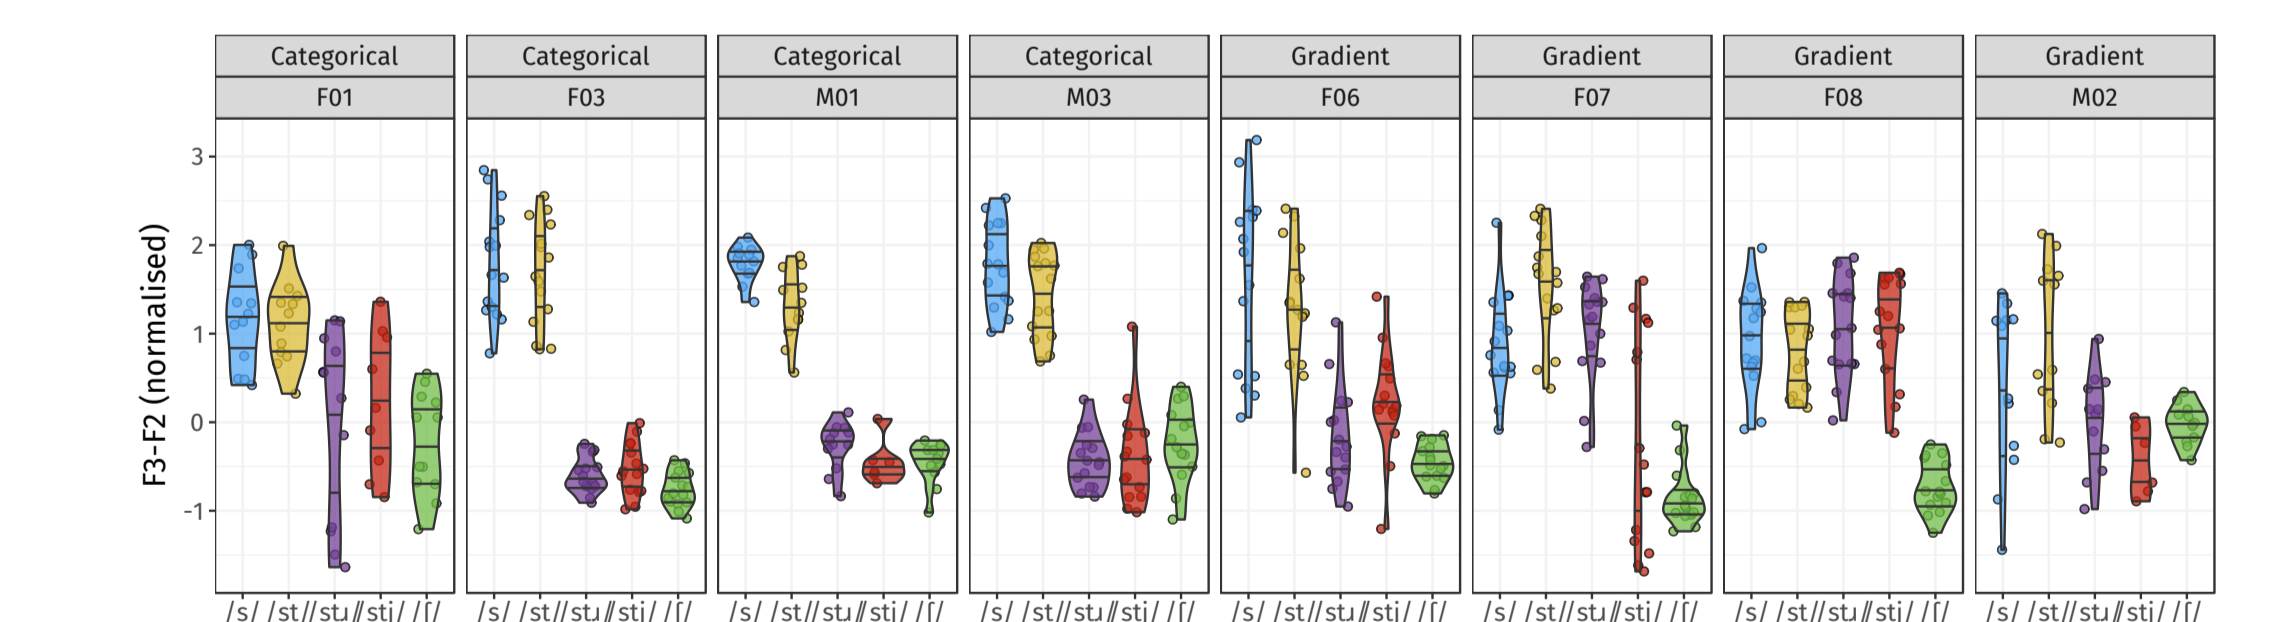 Categorical Categorical Categorical Categorical Gradient Gradient Gradient Gradient
F01 F03 M01 M03 F06 F07 F08 M02
3
2
1
0
-1
F3-F2 (normalised)
/s/ /st/ /stɹ/ /stj/ /ʃ/ /s/ /st/ /stɹ/ /stj/ /ʃ/ /s/ /st/ /stɹ/ /stj/ /ʃ/ /s/ /st/ /stɹ/ /stj/ /ʃ/ /s/ /st/ /stɹ/ /stj/ /ʃ/ /s/ /st/ /stɹ/ /stj/ /ʃ/ /s/ /st/ /stɹ/ /stj/ /ʃ/ /s/ /st/ /stɹ/ /stj/ /ʃ/